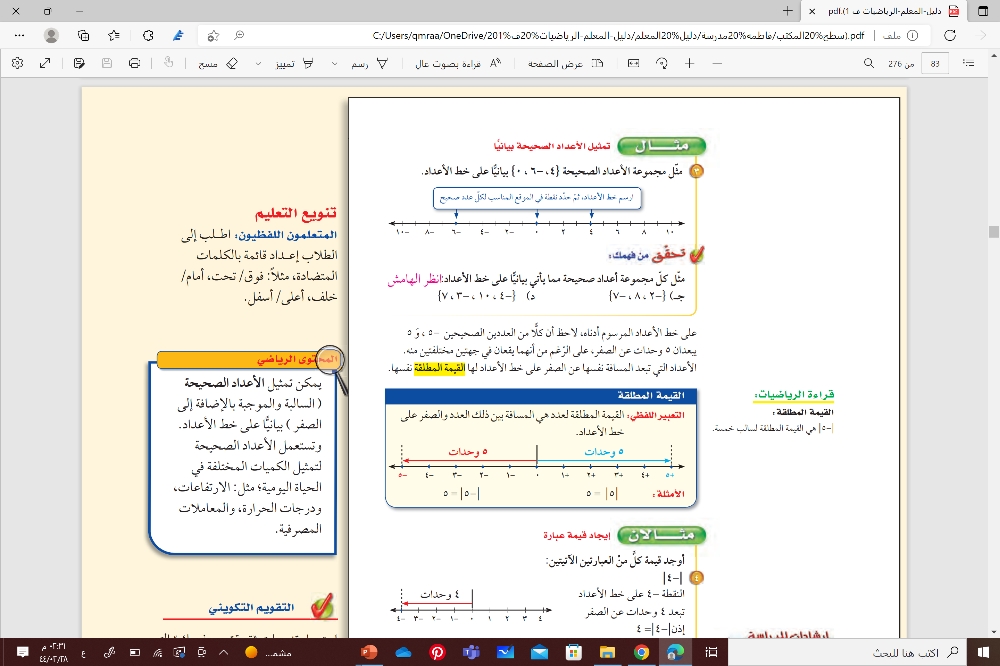 دليل-المعلم-الرياضيات ف 1).pdf
ملف
C:/Users/qmraa/OneDrive/سطح%20المكتب/فاطمه%20مدرسة/دليل%20المعلم/دليل-المعلم-الرياضيات%20ف%201).pdf
83 من 276
عرض الصفحة
قراءة بصوت عالٍ
رسم
تمييز
مسح
مثــال تمثيل الأعداد الصحيحة بيانيًّا
٣ مثّل مجموعة الأعداد الصحيحة {٤، −٦ ، ٠} بيانيًّا على خط الأعداد.
ارسم خط الأعداد، ثمّ حدّد نقطة في الموقع المناسب لكلّ عدد صحيح
−١٠ −٨ −٦ −٤ −٢ ٠ ٢ ٤ ٦ ٨ ١٠
تحقّق من فهمك:
مثّل كلّ مجموعة أعداد صحيحة مما يأتي بيانيًّا على خط الأعداد: انظر الهامش
جـ) {−٢ ، ٨ ، −٧} د) {−٤ ، ١٠ ، −٣ ، ٧}
على خط الأعداد المرسوم أدناه، لاحظ أن كلًّا من العددين الصحيحين −٥ ، وَ ٥
يبعدان ٥ وحدات عن الصفر، على الرّغم من أنهما يقعان في جهتين مختلفتين منه.
الأعداد التي تبعد المسافة نفسها عن الصفر على خط الأعداد لها القيمة المطلقة نفسها.
قراءة الرياضيات:
القيمة المطلقة:
|−٥| هي القيمة المطلقة لسالب خمسة.
القيمة المطلقة
التعبير اللفظي: القيمة المطلقة لعدد هي المسافة بين ذلك العدد والصفر على
خط الأعداد.
٥ وحدات ٥ وحدات
−٥ −٤ −٣ −٢ −١ ٠ +١ +٢ +٣ +٤ +٥
الأمثلة: |٥| = ٥ |−٥| = ٥
مثــالان إيجاد قيمة عبارة
أوجد قيمة كلٍّ منْ العبارتين الآتيتين:
٤ |−٤|
النقطة −٤ على خط الأعداد
تبعد ٤ وحدات عن الصفر
إذن |−٤| = ٤
٤ وحدات
−٤ −٣ −٢ −١ ٠ ١ ٢ ٣ ٤
إرشادات للدراسة
تنويع التعليم
المتعلمون اللفظيون: اطلب إلى
الطلاب إعداد قائمة بالكلمات
المتضادة، مثلاً: فوق/ تحت، أمام/
خلف، أعلى/ أسفل.
المحتوى الرياضي
يمكن تمثيل الأعداد الصحيحة
( السالبة والموجبة بالإضافة إلى
الصفر ) بيانيًّا على خط الأعداد.
وتستعمل الأعداد الصحيحة
لتمثيل الكميات المختلفة في
الحياة اليومية؛ مثل: الارتفاعات،
ودرجات الحرارة، والمعاملات
المصرفية.
التقويم التكويني
اكتب هنا للبحث
مشمـ...
ع
٠٢:٣١ م
٤٤/٠٢/٢٨